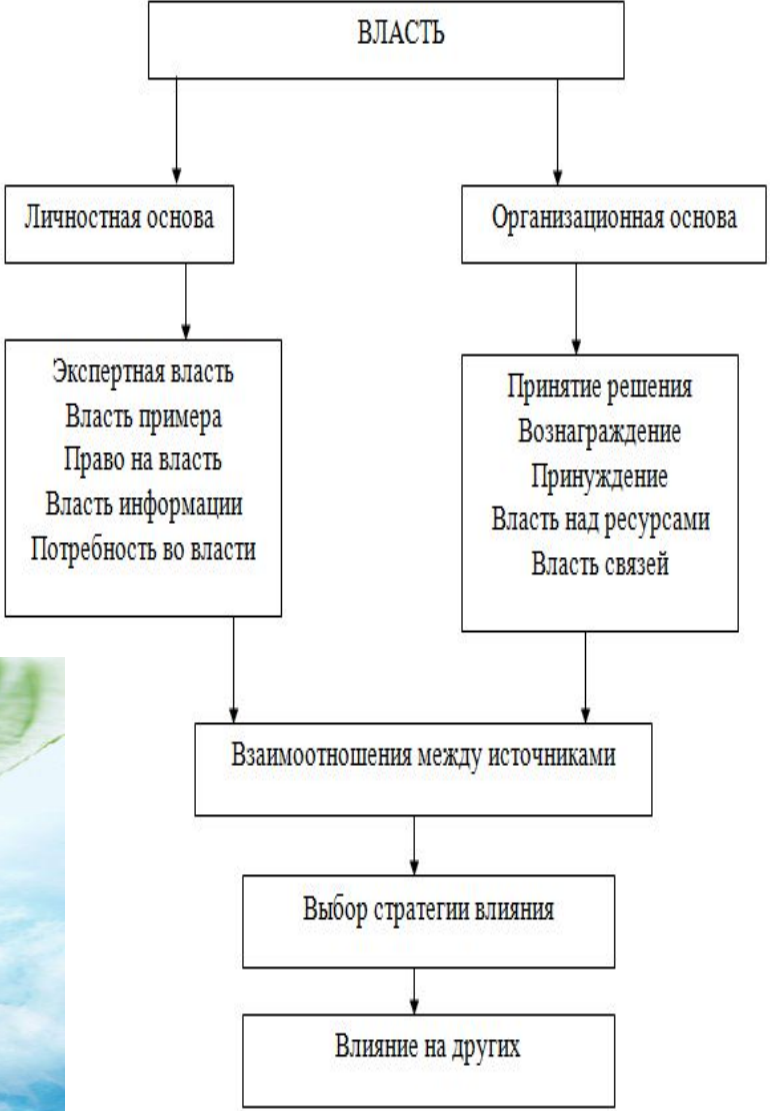 ВЛАСТЬ
Личностная основа
Организационная основа
Экспертная власть
Власть примера
Право на власть
Власть информации
Потребность во власти
Принятие решения
Вознаграждение
Принуждение
Власть над ресурсами
Власть связей
Взаимоотношения между источниками
Выбор стратегии влияния
Влияние на других